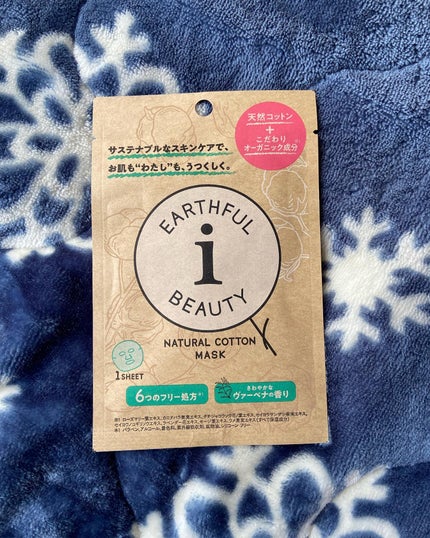 天然コットン
+
こだわり
オーガニック成分
サステナブルなスキンケアで、
お肌も“わたし”も、うつくしく。
EARTHFUL
i
BEAUTY
NATURAL COTTON
MASK
1SHEET
6つのフリー処方
さわやかな
ヴァーベナの香り